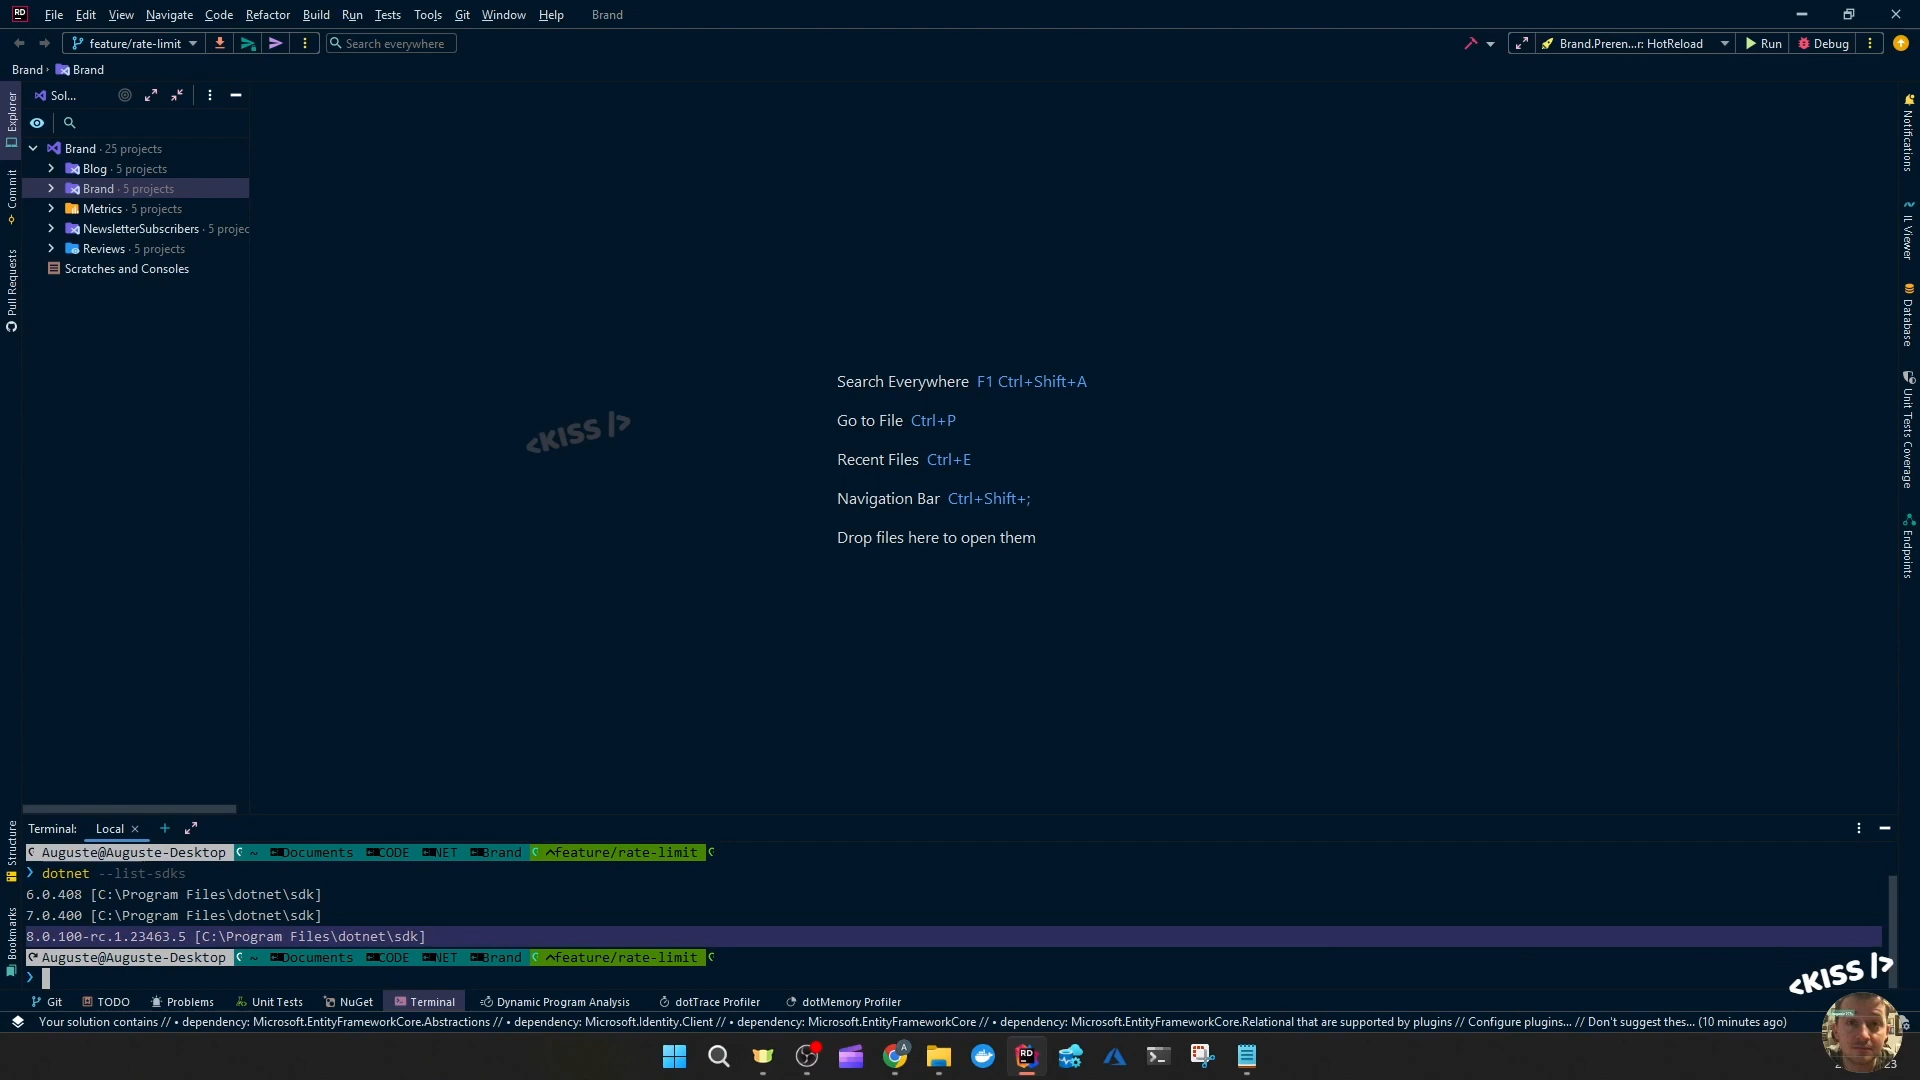 File Edit View Navigate Code Refactor Build Run Tests Tools Git Window Help Brand
feature/rate-limit Search everywhere Brand.Preren...r: HotReload Run Debug
Brand › Brand
Sol...
Brand · 25 projects
Blog · 5 projects
Brand · 5 projects
Metrics · 5 projects
NewsletterSubscribers · 5 projec
Reviews · 5 projects
Scratches and Consoles
Explorer
Commit
Pull Requests
Structure
Bookmarks
<KISS />
Search Everywhere F1 Ctrl+Shift+A
Go to File Ctrl+P
Recent Files Ctrl+E
Navigation Bar Ctrl+Shift+;
Drop files here to open them
Notifications
IL Viewer
Database
Unit Tests Coverage
Endpoints
Terminal: Local
Auguste@Auguste-Desktop ~ Documents CODE NET Brand feature/rate-limit
❯ dotnet --list-sdks
6.0.408 [C:\Program Files\dotnet\sdk]
7.0.400 [C:\Program Files\dotnet\sdk]
8.0.100-rc.1.23463.5 [C:\Program Files\dotnet\sdk]
Auguste@Auguste-Desktop ~ Documents CODE NET Brand feature/rate-limit
❯
<KISS />
Git TODO Problems Unit Tests NuGet Terminal Dynamic Program Analysis dotTrace Profiler dotMemory Profiler
Your solution contains // • dependency: Microsoft.EntityFrameworkCore.Abstractions // • dependency: Microsoft.Identity.Client // • dependency: Microsoft.EntityFrameworkCore // • dependency: Microsoft.EntityFrameworkCore.Relational that are supported by plugins // Configure plugins... // Don't suggest thes... (10 minutes ago)